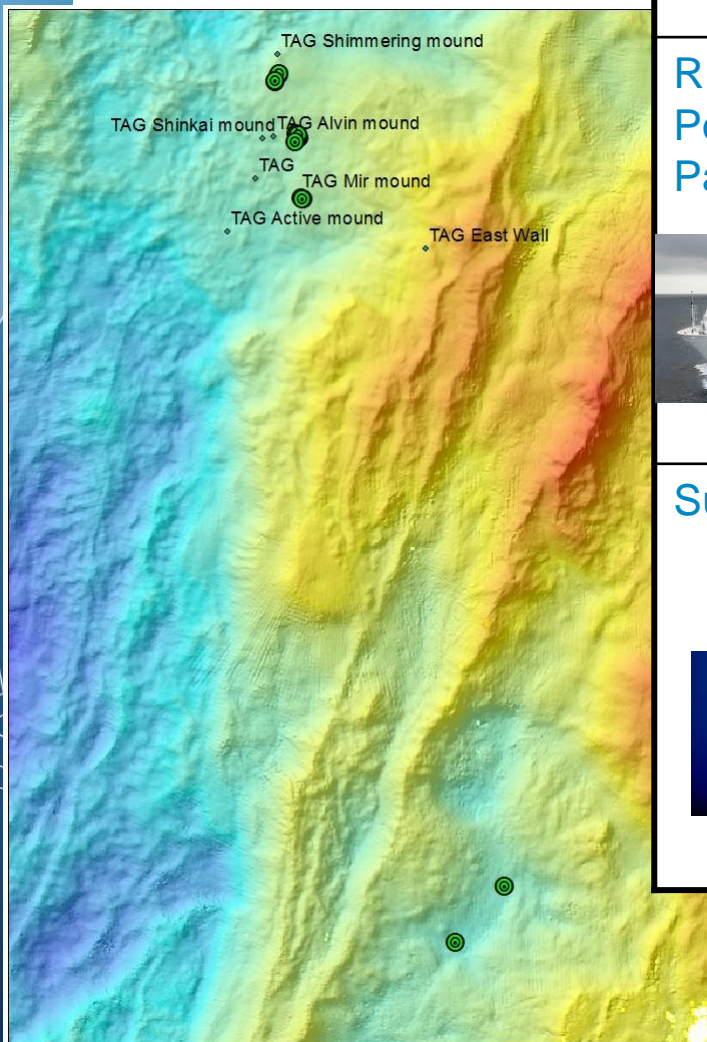 TAG Shimmering mound
TAG Shinkai mound TAG Alvin mound
TAG
TAG Mir mound
TAG Active mound
TAG East Wall